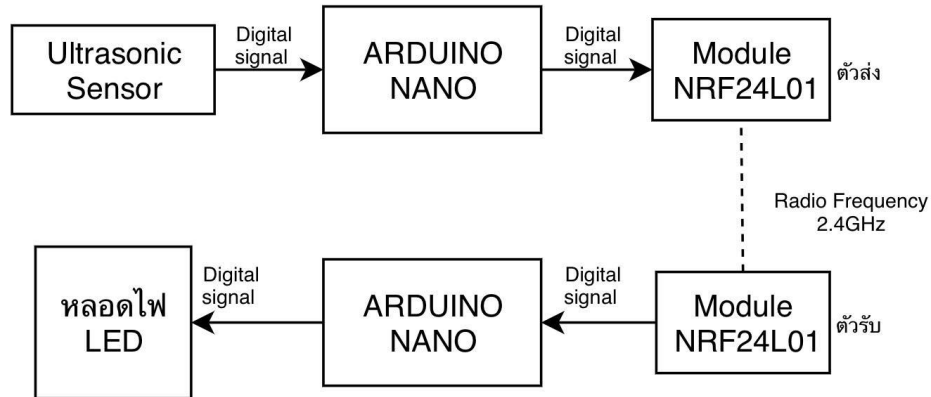 Ultrasonic
Sensor
Digital
signal
ARDUINO
NANO
Digital
signal
Module
NRF24L01
ตัวส่ง
Radio Frequency
2.4GHz
หลอดไฟ
LED
Digital
signal
ARDUINO
NANO
Digital
signal
Module
NRF24L01
ตัวรับ